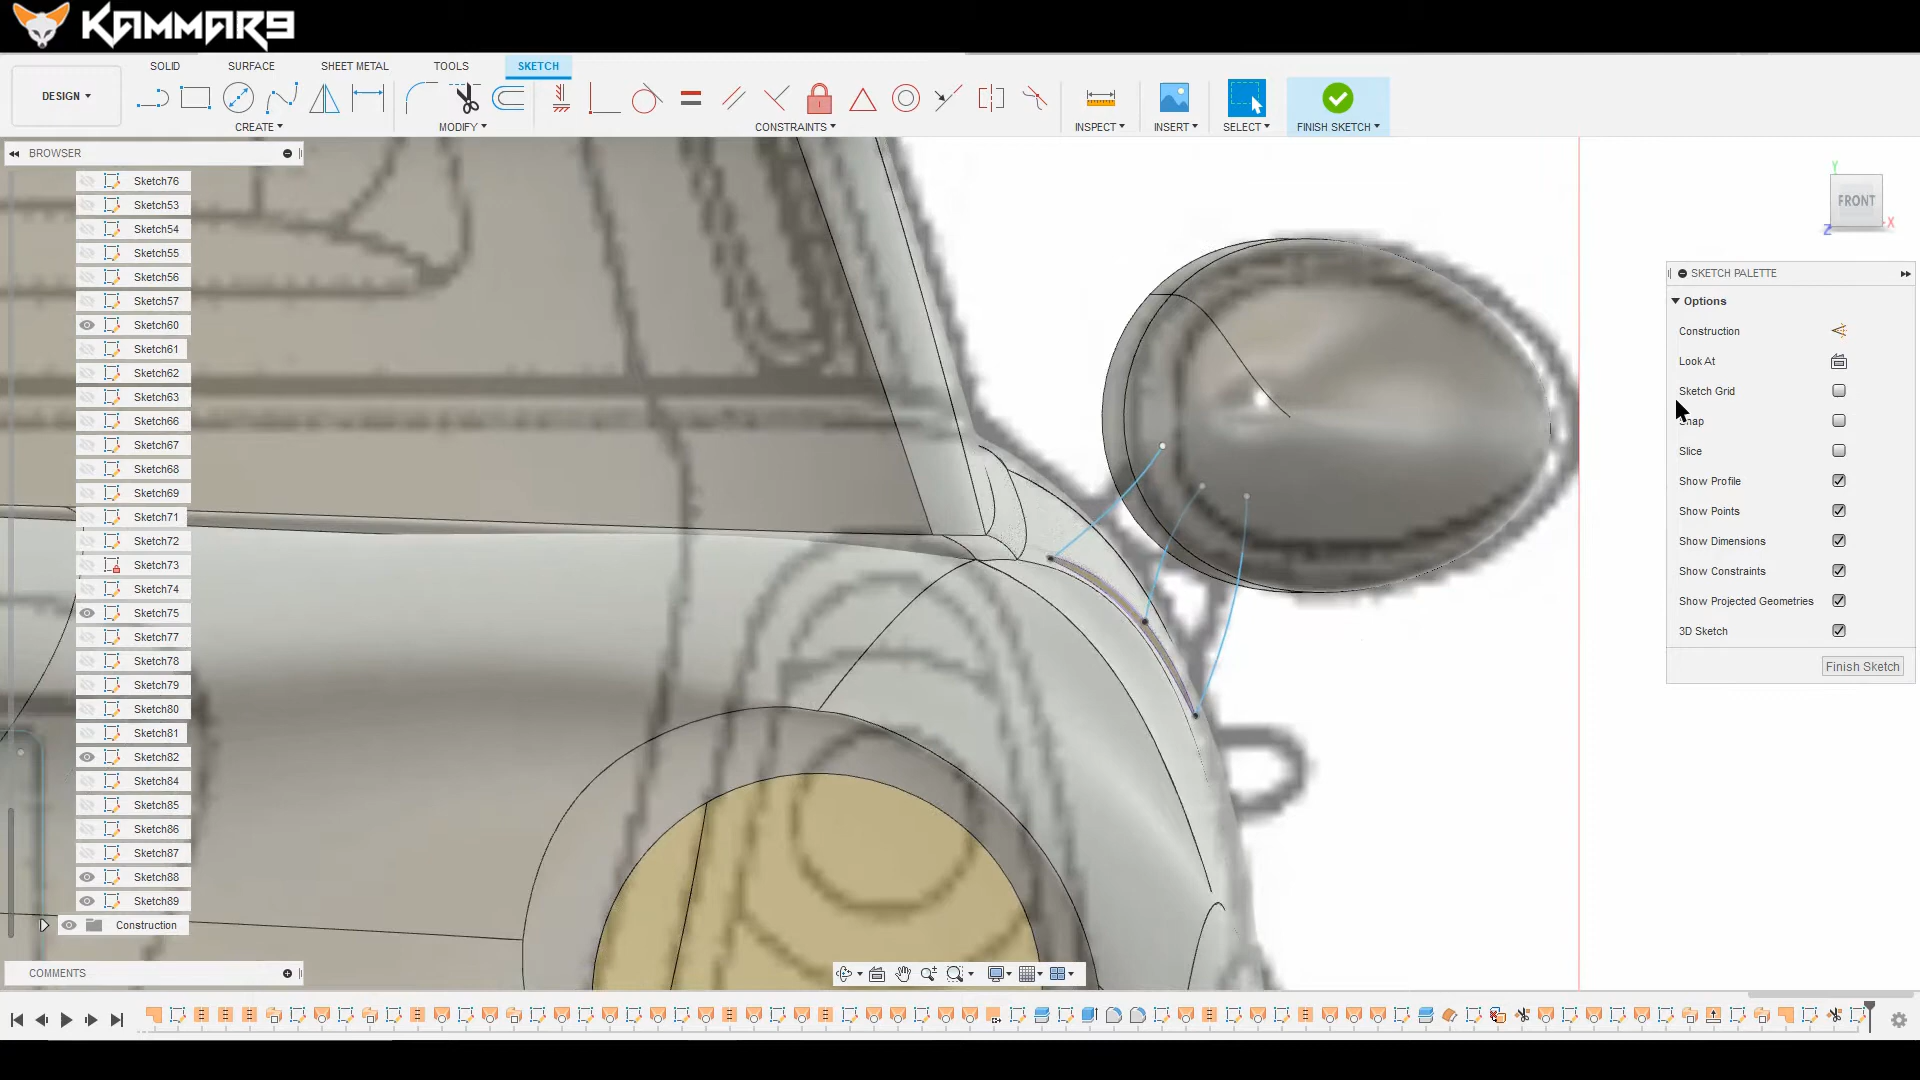 KAMMAR9
SOLID SURFACE SHEET METAL TOOLS SKETCH
DESIGN
CREATE MODIFY CONSTRAINTS INSPECT INSERT SELECT FINISH SKETCH
BROWSER
Sketch76
Sketch53
Sketch54
Sketch55
Sketch56
Sketch57
Sketch60
Sketch61
Sketch62
Sketch63
Sketch66
Sketch67
Sketch68
Sketch69
Sketch71
Sketch72
Sketch73
Sketch74
Sketch75
Sketch77
Sketch78
Sketch79
Sketch80
Sketch81
Sketch82
Sketch84
Sketch85
Sketch86
Sketch87
Sketch88
Sketch89
Construction
COMMENTS
Y
FRONT
X
Z
SKETCH PALETTE
Options
Construction
Look At
Sketch Grid
Snap
Slice
Show Profile
Show Points
Show Dimensions
Show Constraints
Show Projected Geometries
3D Sketch
Finish Sketch